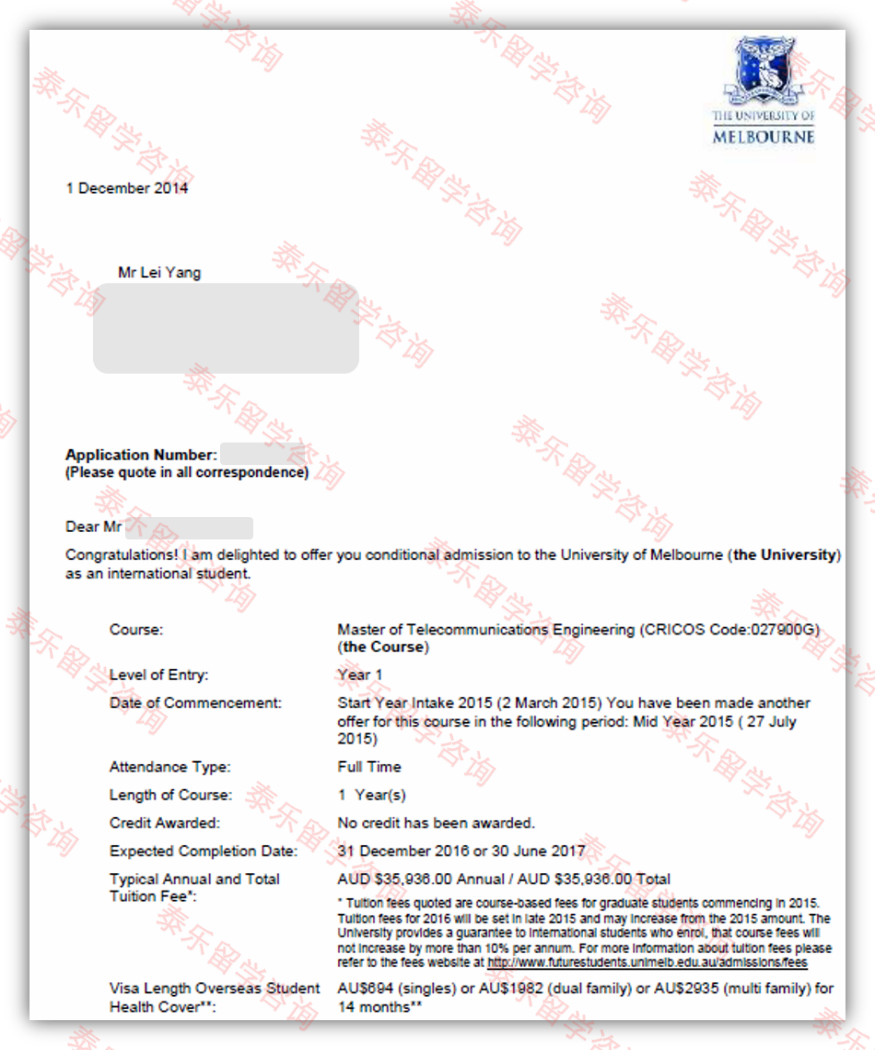 THE UNIVERSITY OF
MELBOURNE
1 December 2014
Mr Lei Yang
Application Number:
(Please quote in all correspondence)
Dear Mr
Congratulations! I am delighted to offer you conditional admission to the University of Melbourne (the University)
as an international student.
Course: Master of Telecommunications Engineering (CRICOS Code:027900G)
(the Course)
Level of Entry: Year 1
Date of Commencement: Start Year Intake 2015 (2 March 2015) You have been made another
offer for this course in the following period: Mid Year 2015 ( 27 July
2015)
Attendance Type: Full Time
Length of Course: 1 Year(s)
Credit Awarded: No credit has been awarded.
Expected Completion Date: 31 December 2016 or 30 June 2017
Typical Annual and Total AUD $35,936.00 Annual / AUD $35,936.00 Total
Tuition Fee*:
* Tuition fees quoted are course-based fees for graduate students commencing in 2015.
Tuition fees for 2016 will be set in late 2015 and may increase from the 2015 amount. The
University provides a guarantee to international students who enrol, that course fees will
not increase by more than 10% per annum. For more information about tuition fees please
refer to the fees website at http://www.futurestudents.unimelb.edu.au/admissions/fees
Visa Length Overseas Student AU$694 (singles) or AU$1982 (dual family) or AU$2935 (multi family) for
Health Cover**: 14 months**
泰乐留学咨询